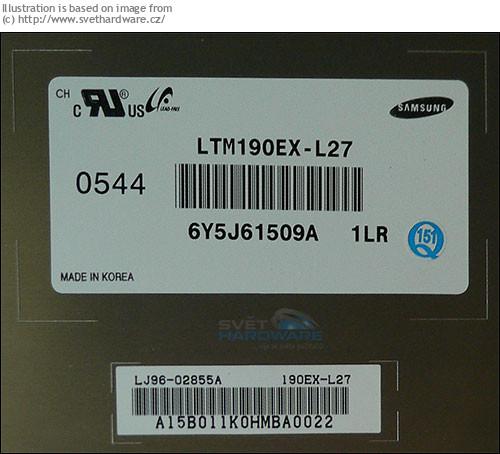 Illustration is based on image from
(c) http://www.svethardware.cz/
CH
C RU® US LEAD-FREE
SAMSUNG
LTM190EX-L27
0544
6Y5J61509A 1LR
151
Q
MADE IN KOREA
SVĚT
HARDWARE
LJ96-02855A 190EX-L27
A15B011K0HMBA0022